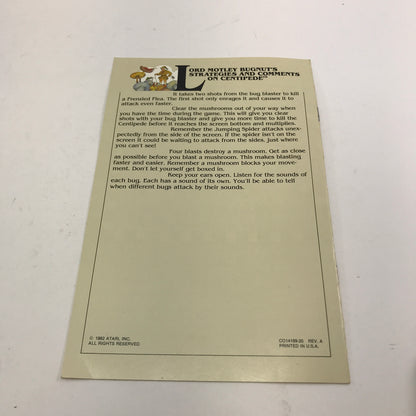 LORD MOTLEY BUGNUT'S
STRATEGIES AND COMMENTS
ON CENTIPEDE™
It takes two shots from the bug blaster to kill
a Frenzied Flea. The first shot only enrages it and causes it to
attack even faster.
Clear the mushrooms out of your way when
you have the time during the game. This will give you clear
shots with your bug blaster and give you more time to kill the
Centipede before it reaches the screen bottom and multiplies.
Remember the Jumping Spider attacks unex-
pectedly from the side of the screen. If the spider isn't on the
screen it could be waiting to attack from the sides, just where
you can't see!
Four blasts destroy a mushroom. Get as close
as possible before you blast a mushroom. This makes blasting
faster and easier. Remember a mushroom blocks your move-
ment. Don't let yourself get boxed in.
Keep your ears open. Listen for the sounds of
each bug. Each has a sound of its own. You'll be able to tell
when different bugs attack by their sounds.
© 1982 ATARI, INC.
ALL RIGHTS RESERVED
CO14199-20 REV. A
PRINTED IN U.S.A.